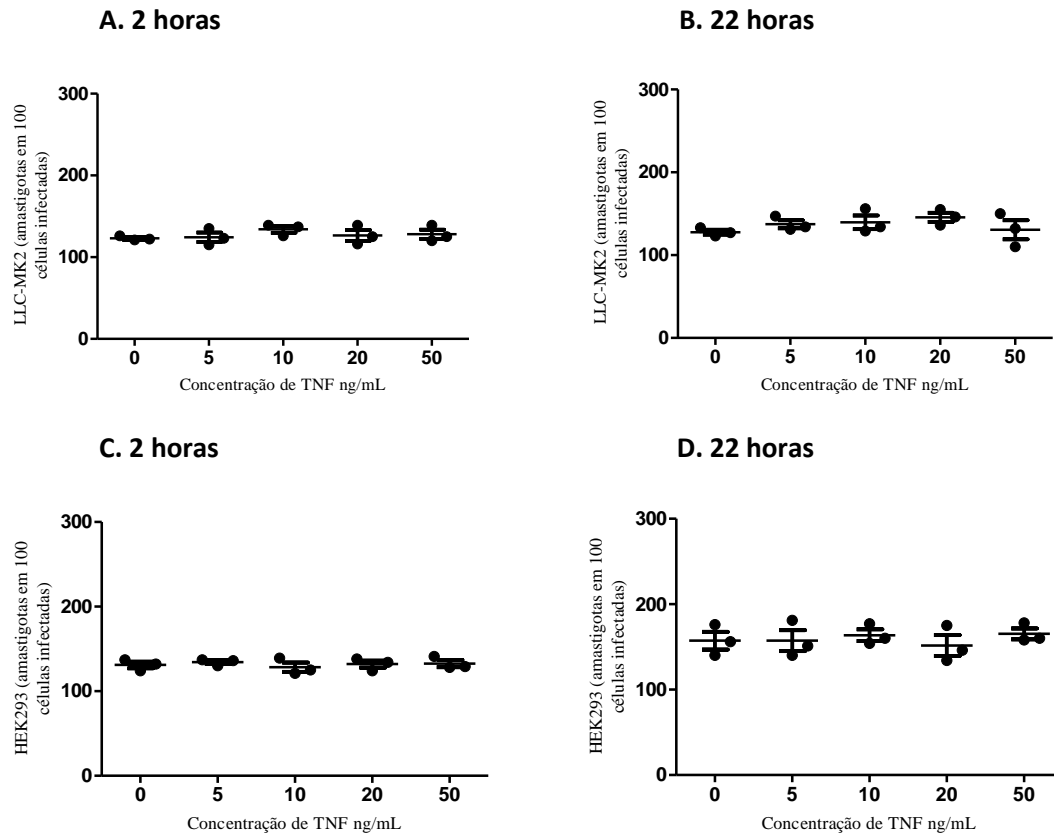 A. 2 horas
LLC-MK2 (amastigotas em 100
células infectadas)
300
200
100
0
0 5 10 20 50
Concentração de TNF ng/mL
B. 22 horas
LLC-MK2 (amastigotas em 100
células infectadas)
300
200
100
0
0 5 10 20 50
Concentração de TNF ng/mL
C. 2 horas
HEK293 (amastigotas em 100
células infectadas)
300
200
100
0
0 5 10 20 50
Concentração de TNF ng/mL
D. 22 horas
HEK293 (amastigotas em 100
células infectadas)
300
200
100
0
0 5 10 20 50
Concentração de TNF ng/mL